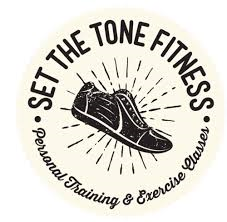 • SET THE TONE FITNESS •
Personal Training & Exercise Classes